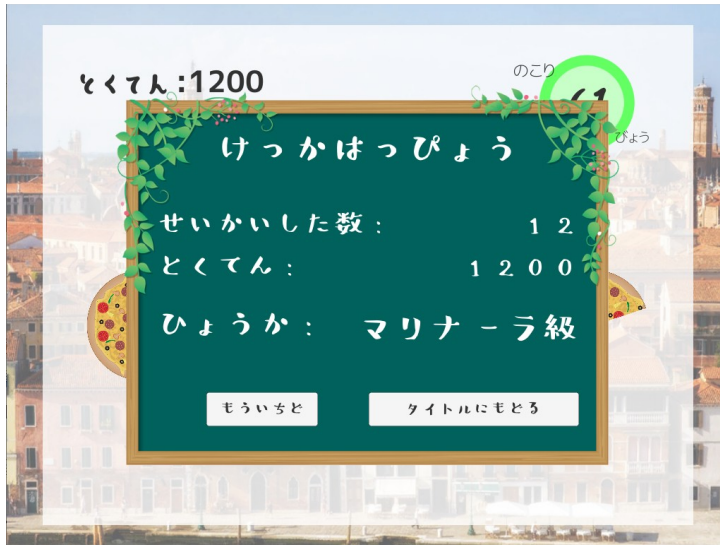 とくてん:1200
のこり
びょう
けっかはっぴょう
せいかいした数: 12
とくてん: 1200
ひょうか: マリナーラ級
もういちど
タイトルにもどる